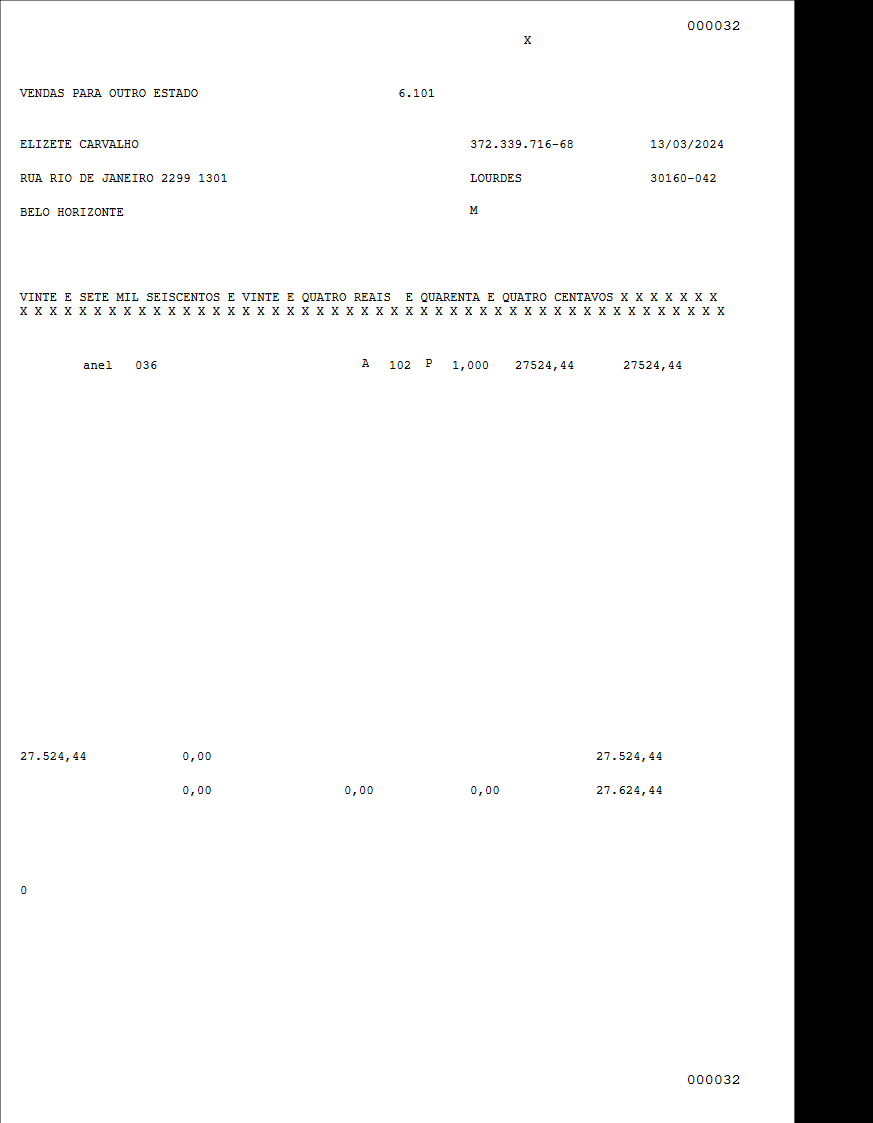 000032
X
VENDAS PARA OUTRO ESTADO 6.101
ELIZETE CARVALHO 372.339.716-68 13/03/2024
RUA RIO DE JANEIRO 2299 1301 LOURDES 30160-042
BELO HORIZONTE M
VINTE E SETE MIL SEISCENTOS E VINTE E QUATRO REAIS  E QUARENTA E QUATRO CENTAVOS X X X X X X X
X X X X X X X X X X X X X X X X X X X X X X X X X X X X X X X X X X X X X X X X X X X X X X X X
anel 036 A 102 P 1,000 27524,44 27524,44
27.524,44 0,00 27.524,44
0,00 0,00 0,00 27.624,44
0
000032